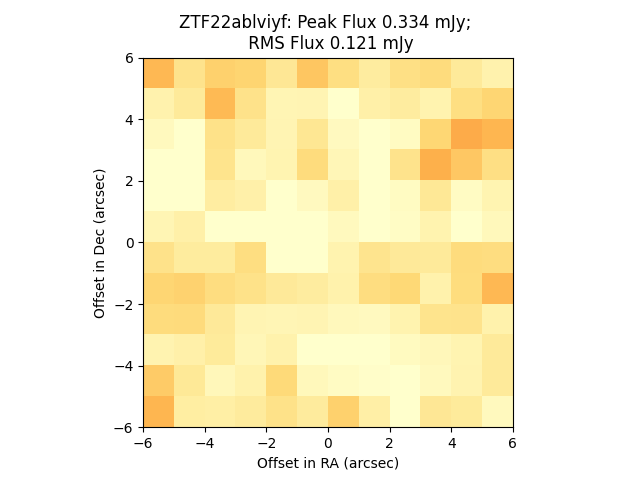 ZTF22ablviyf: Peak Flux 0.334 mJy;
RMS Flux 0.121 mJy
6
4
2
0
−2
−4
−6
Offset in Dec (arcsec)
−6 −4 −2 0 2 4 6
Offset in RA (arcsec)